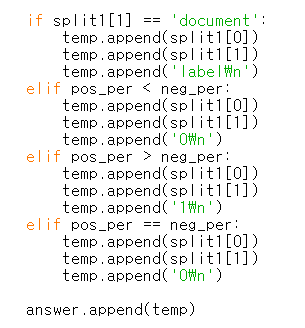 if split1[1] == 'document':
    temp.append(split1[0])
    temp.append(split1[1])
    temp.append('label₩n')
elif pos_per < neg_per:
    temp.append(split1[0])
    temp.append(split1[1])
    temp.append('0₩n')
elif pos_per > neg_per:
    temp.append(split1[0])
    temp.append(split1[1])
    temp.append('1₩n')
elif pos_per == neg_per:
    temp.append(split1[0])
    temp.append(split1[1])
    temp.append('0₩n')

answer.append(temp)